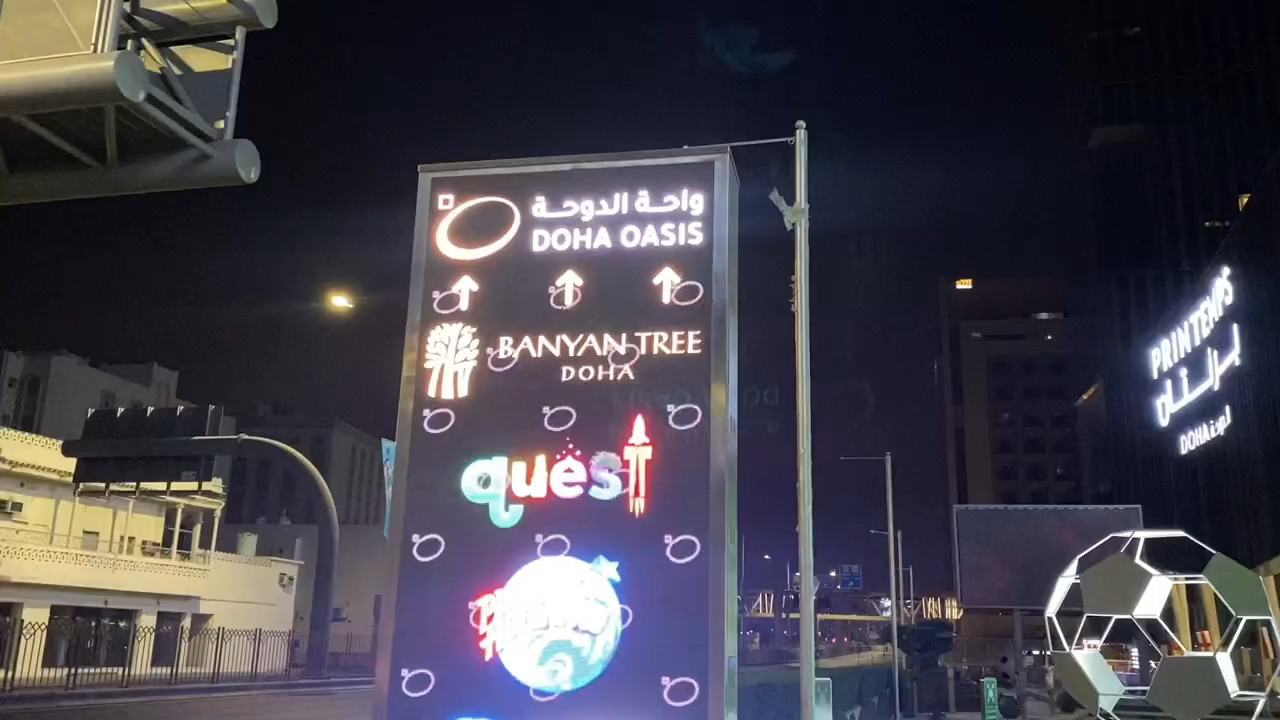 واحة الدوحة
DOHA OASIS
BANYAN TREE
DOHA
quest
PRINTEMPS
برنتان
DOHA الدوحة